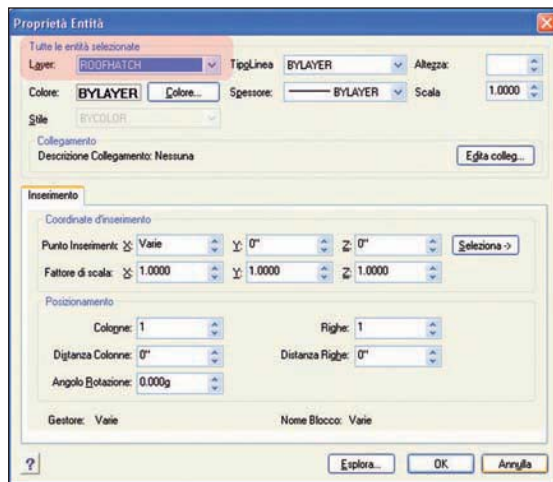 Proprietà Entità
Tutte le entità selezionate
Layer: ROOFHATCH TipoLinea BYLAYER Altezza:
Colore: BYLAYER Colore... Spessore: BYLAYER Scala 1.0000
Stile BYCOLOR
Collegamento
Descrizione Collegamento: Nessuna Edita colleg...
Inserimento
Coordinate d'inserimento
Punto Inserimento: X: Varie Y: 0" Z: 0" Seleziona ->
Fattore di scala: X: 1.0000 Y: 1.0000 Z: 1.0000
Posizionamento
Colonne: 1 Righe: 1
Distanza Colonne: 0" Distanza Righe: 0"
Angolo Rotazione: 0.000g
Gestore: Varie Nome Blocco: Varie
? Esplora... OK Annulla